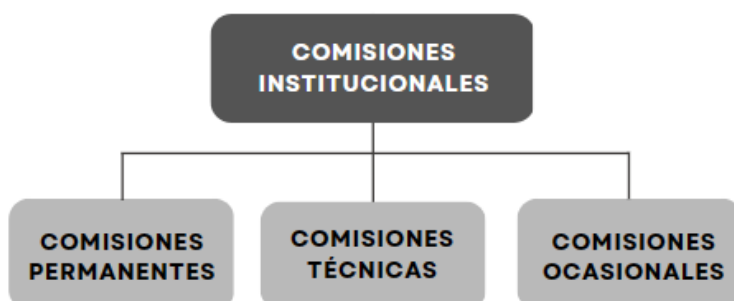 COMISIONES
INSTITUCIONALES
COMISIONES
PERMANENTES
COMISIONES
TÉCNICAS
COMISIONES
OCASIONALES